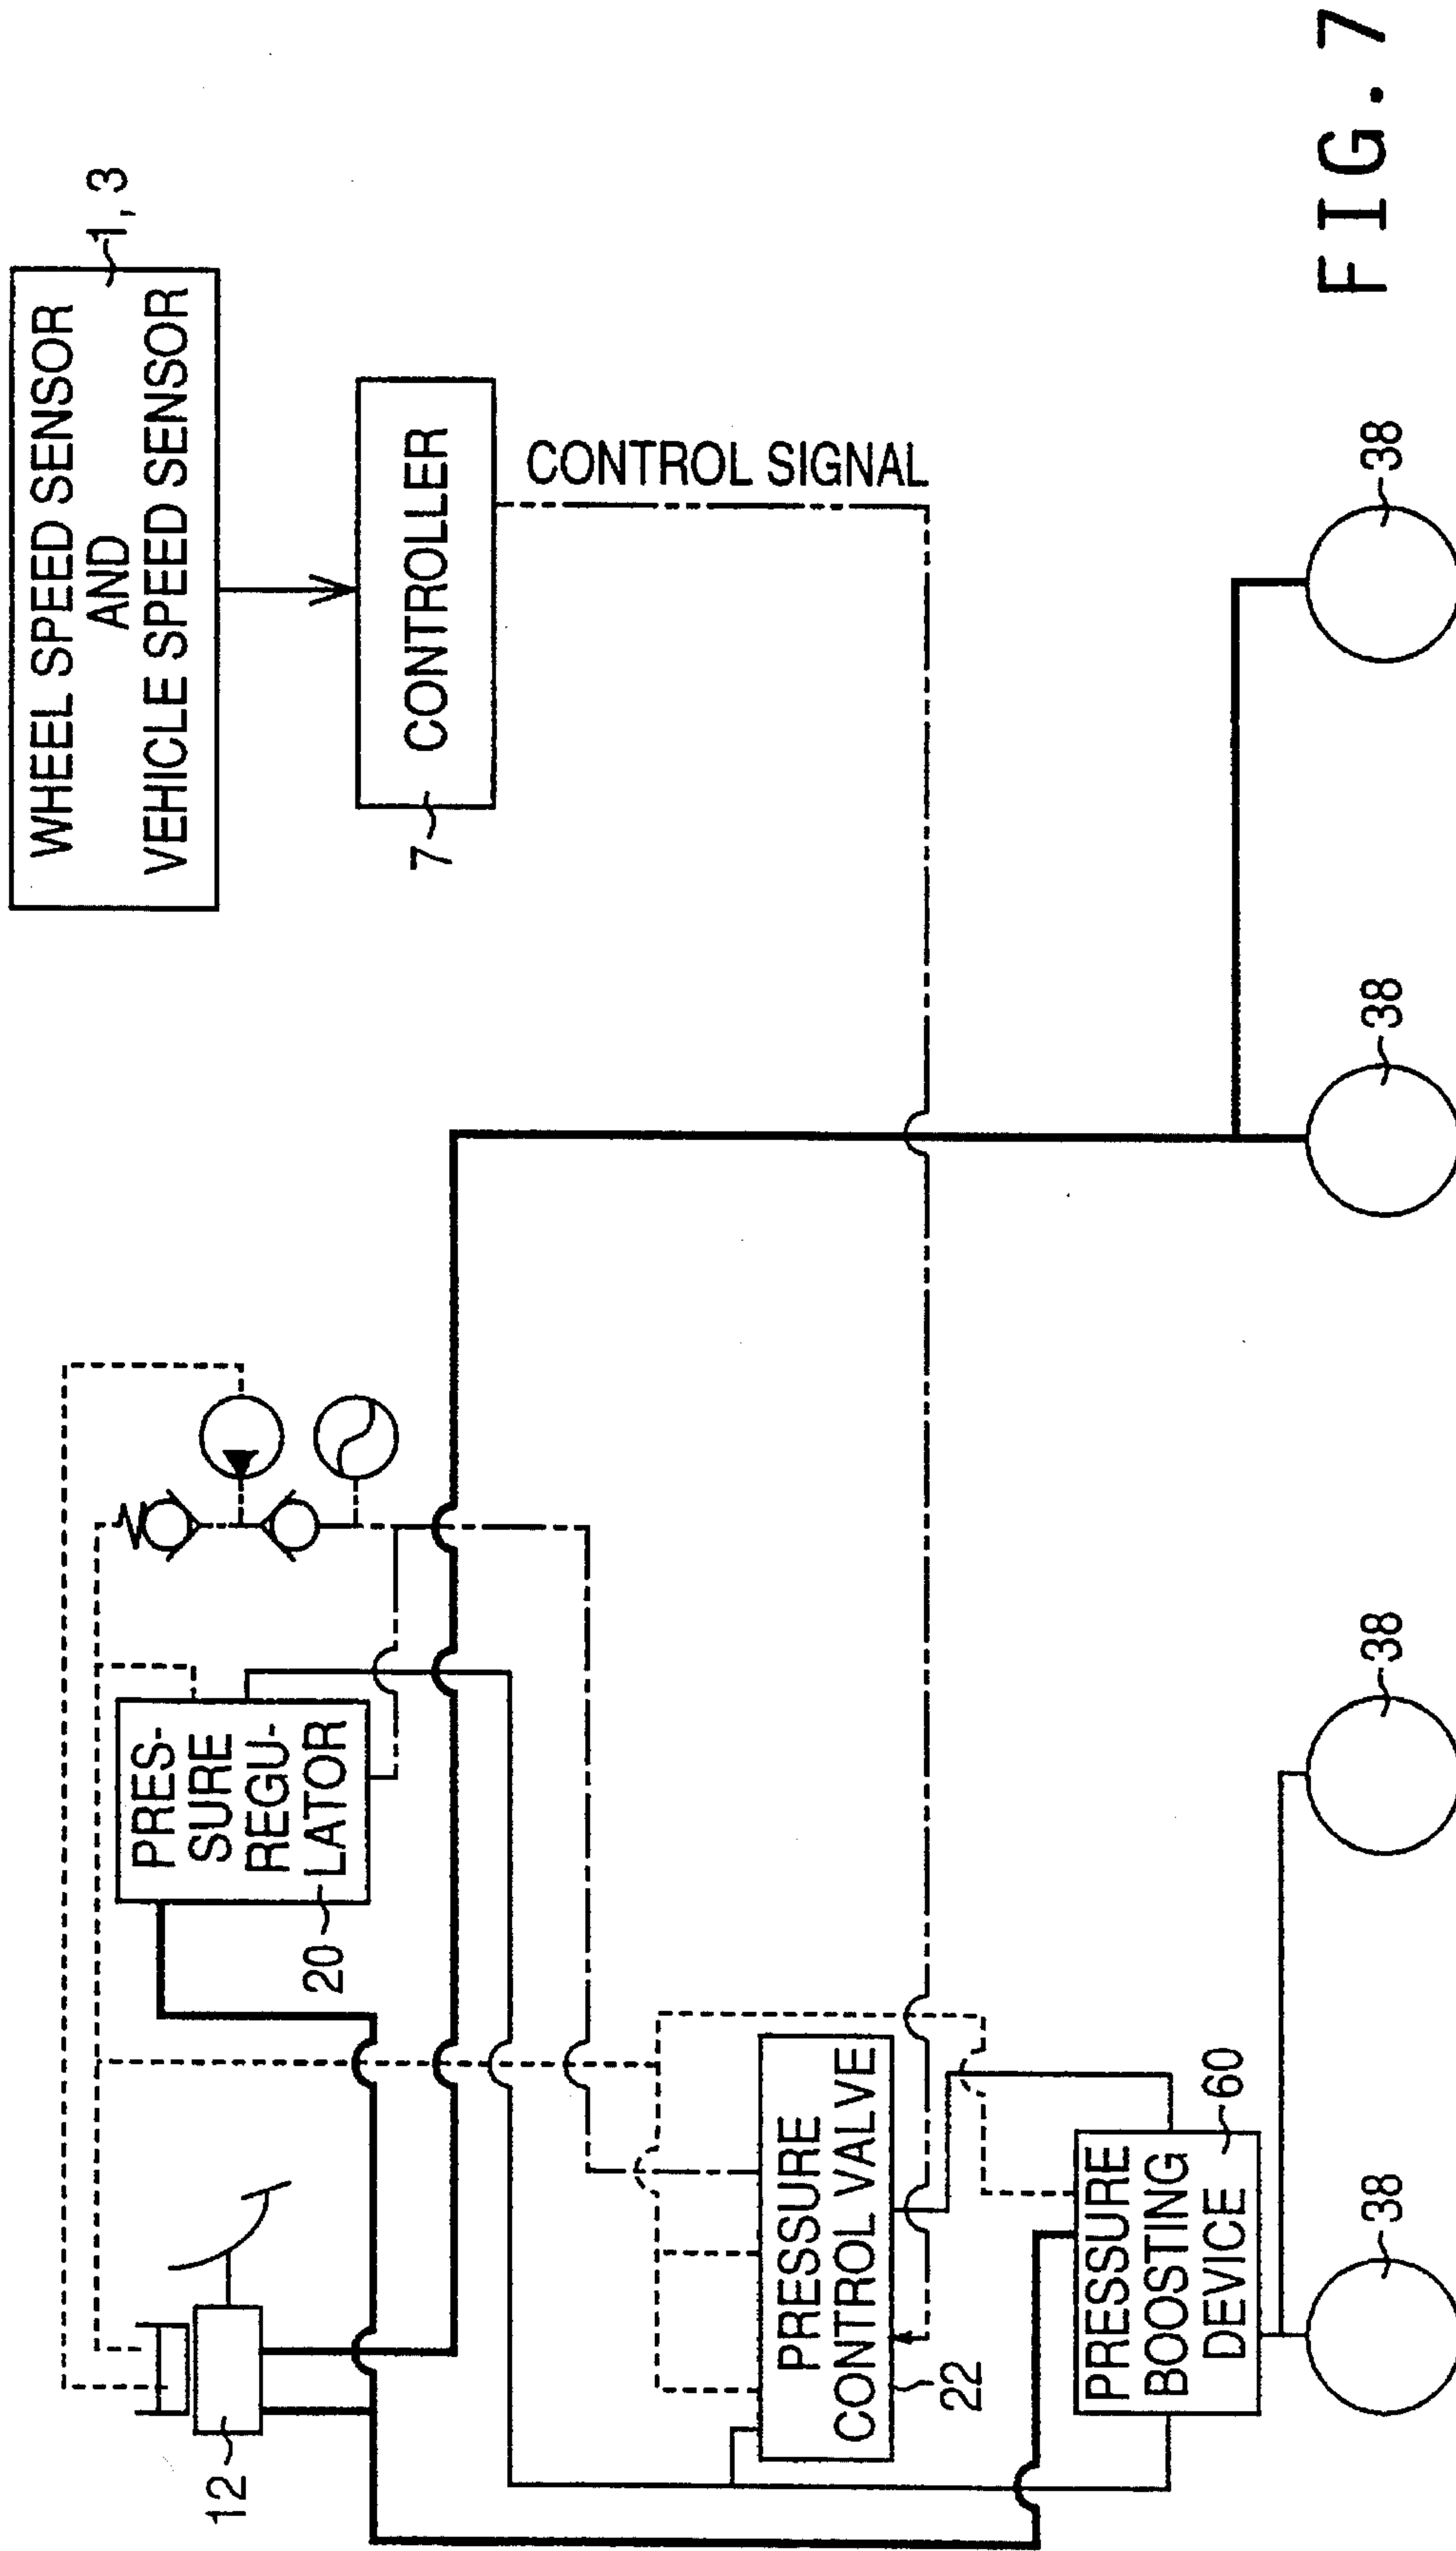 WHEEL SPEED SENSOR
AND
VEHICLE SPEED SENSOR
1, 3
CONTROLLER
7
CONTROL SIGNAL
PRES-
SURE
REGU-
LATOR
20
12
PRESSURE
CONTROL VALVE
22
PRESSURE
BOOSTING
DEVICE
60
38
38
38
38
FIG. 7